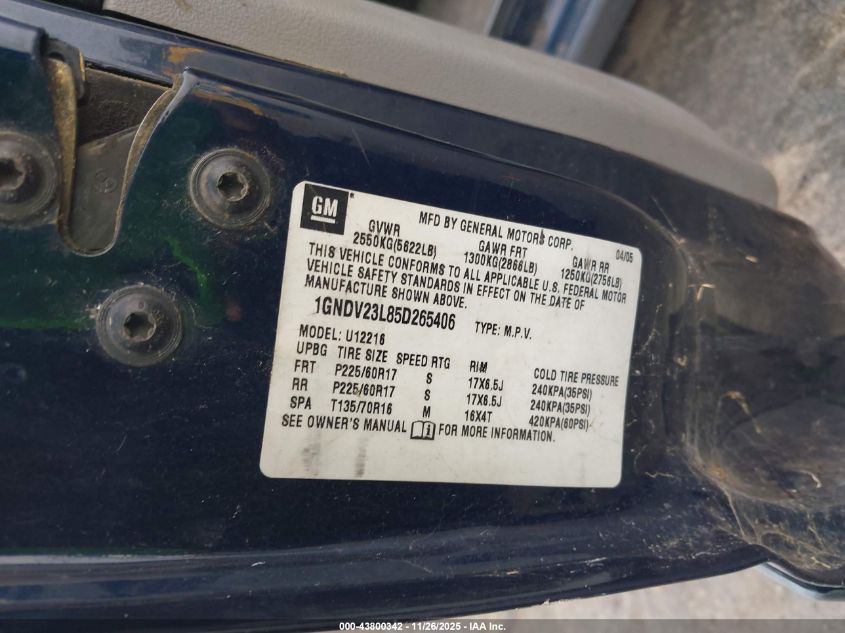 GM
MFD BY GENERAL MOTORS CORP. 04/05
GVWR GAWR FRT GAWR RR
2550KG(5622LB) 1300KG(2866LB) 1250KG(2756LB)
THIS VEHICLE CONFORMS TO ALL APPLICABLE U.S. FEDERAL MOTOR
VEHICLE SAFETY STANDARDS IN EFFECT ON THE DATE OF
MANUFACTURE SHOWN ABOVE.
1GNDV23L85D265406 TYPE: M.P.V.
MODEL: U12216
UPBG TIRE SIZE SPEED RTG RIM COLD TIRE PRESSURE
FRT P225/60R17 S 17X6.5J 240KPA(35PSI)
RR P225/60R17 S 17X6.5J 240KPA(35PSI)
SPA T135/70R16 M 16X4T 420KPA(60PSI)
SEE OWNER'S MANUAL FOR MORE INFORMATION.
000-43800342 — 11/26/2025 — IAA Inc.